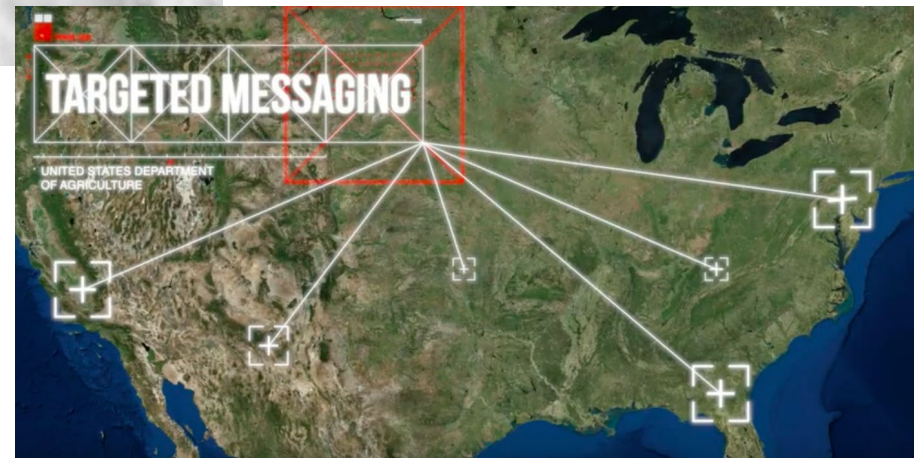 TARGETED MESSAGING
UNITED STATES DEPARTMENT
OF AGRICULTURE